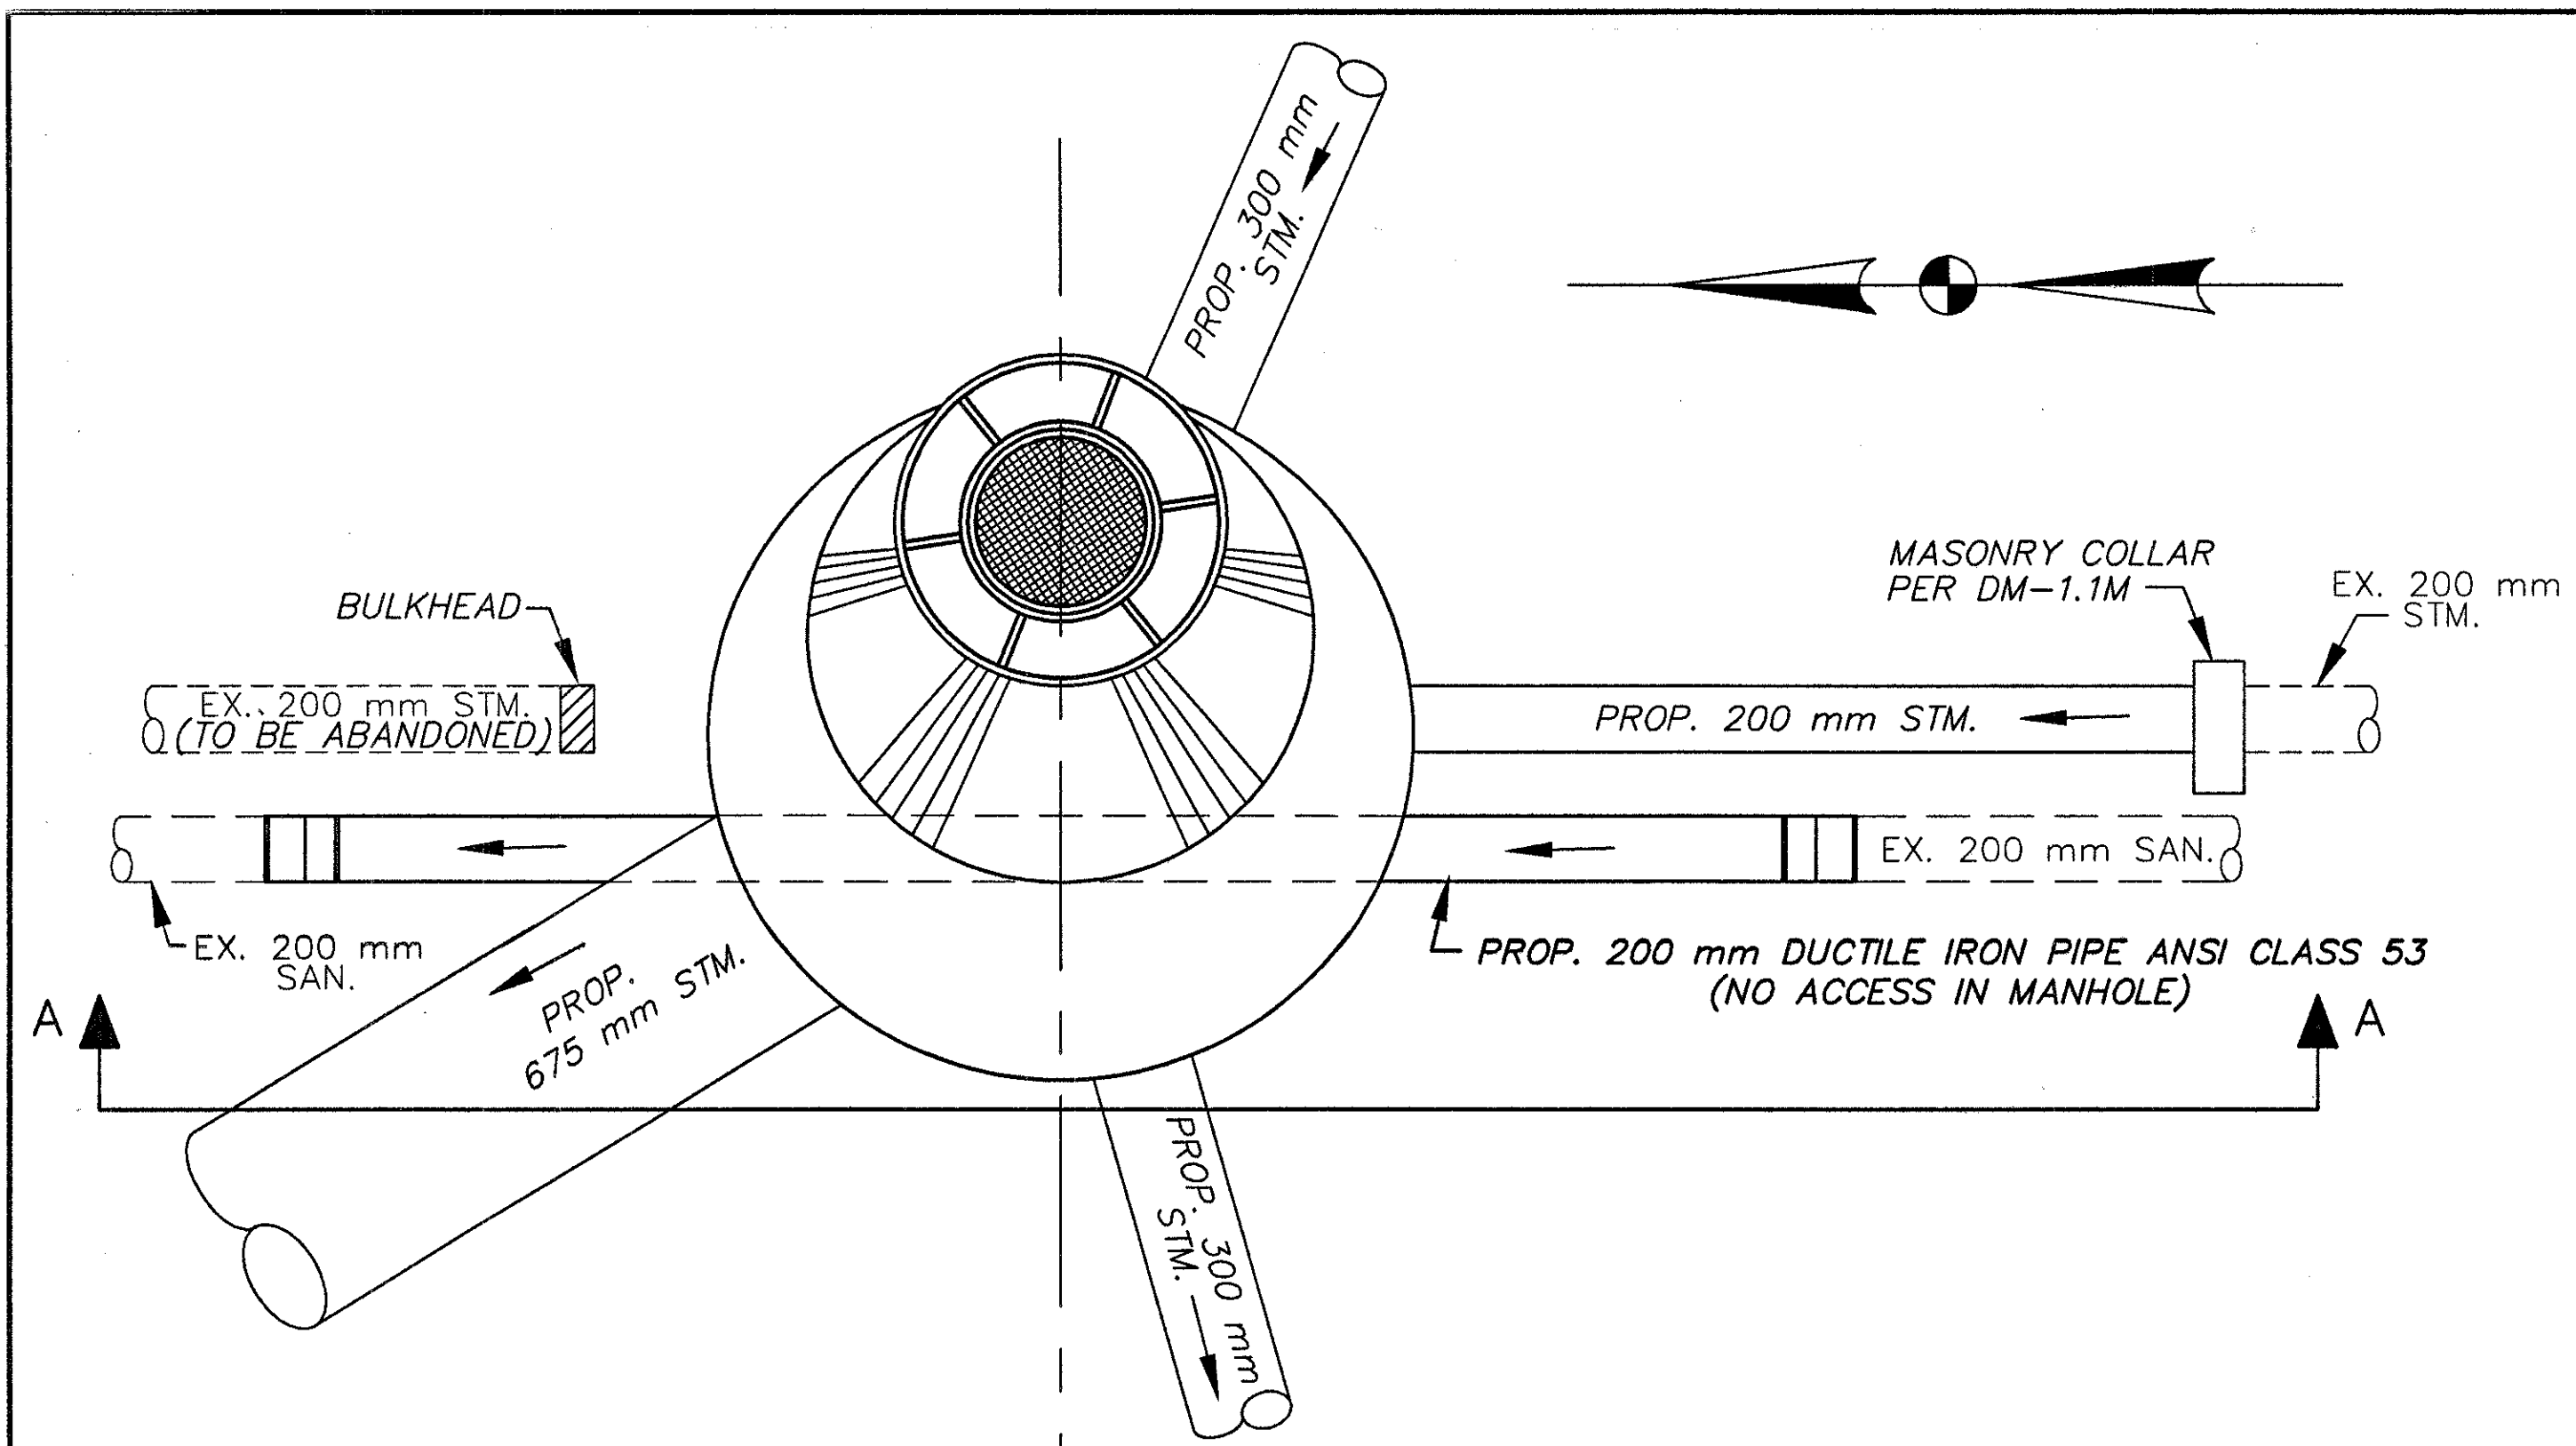 PROP. 300 mm
STM.
MASONRY COLLAR
PER DM-1.1M
EX. 200 mm
STM.
BULKHEAD
EX. 200 mm STM.
(TO BE ABANDONED)
PROP. 200 mm STM.
EX. 200 mm SAN.
EX. 200 mm
SAN.
PROP.
675 mm STM.
PROP. 200 mm DUCTILE IRON PIPE ANSI CLASS 53
(NO ACCESS IN MANHOLE)
A
A
PROP. 300 mm
STM.